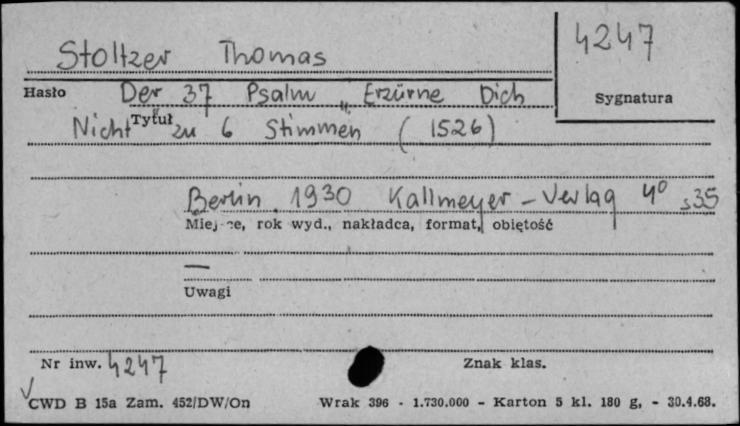 Stoltzer Thomas
4247
Hasło Der 37 Psalm „ Erzürne Dich
Sygnatura
Tytuł
Nicht zu 6 Stimmen ( 1526 )
Berlin 1930 Kallmeyer - Verlag 4° s35
Miejsce, rok wyd., nakładca, format, obiętość
—
Uwagi
Nr inw. 4247 Znak klas.
CWD B 15a Zam. 452/DW/On Wrak 396 - 1.730.000 - Karton 5 kl. 180 g, - 30.4.68.